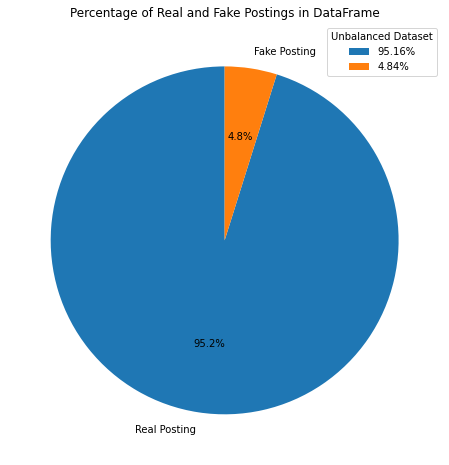 Percentage of Real and Fake Postings in DataFrame
Unbalanced Dataset
95.16%
4.84%
Fake Posting
4.8%
95.2%
Real Posting